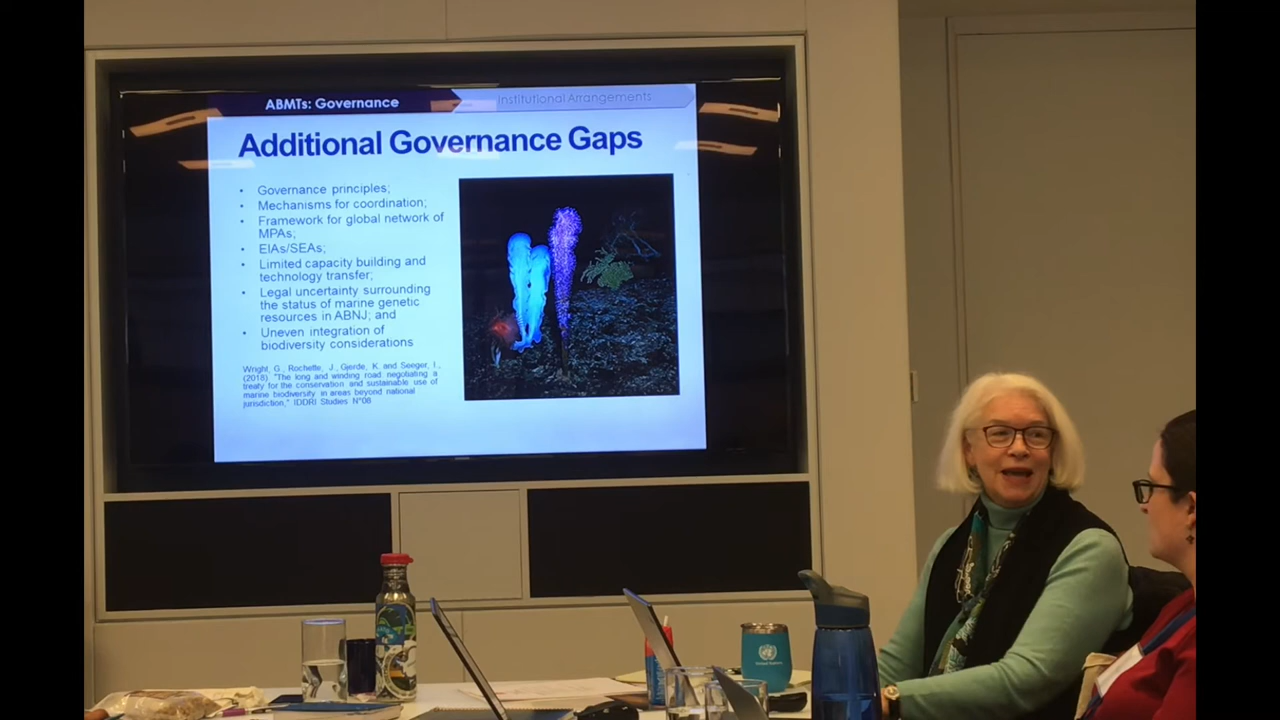 ABMTs: Governance
Institutional Arrangements
Additional Governance Gaps
• Governance principles;
• Mechanisms for coordination;
• Framework for global network of
MPAs;
• EIAs/SEAs;
• Limited capacity building and
technology transfer;
• Legal uncertainty surrounding
the status of marine genetic
resources in ABNJ; and
• Uneven integration of
biodiversity considerations
Wright, G., Rochette, J., Gjerde, K. and Seeger, I.,
(2018) "The long and winding road: negotiating a
treaty for the conservation and sustainable use of
marine biodiversity in areas beyond national
jurisdiction," IDDRI Studies N°08
United Nations